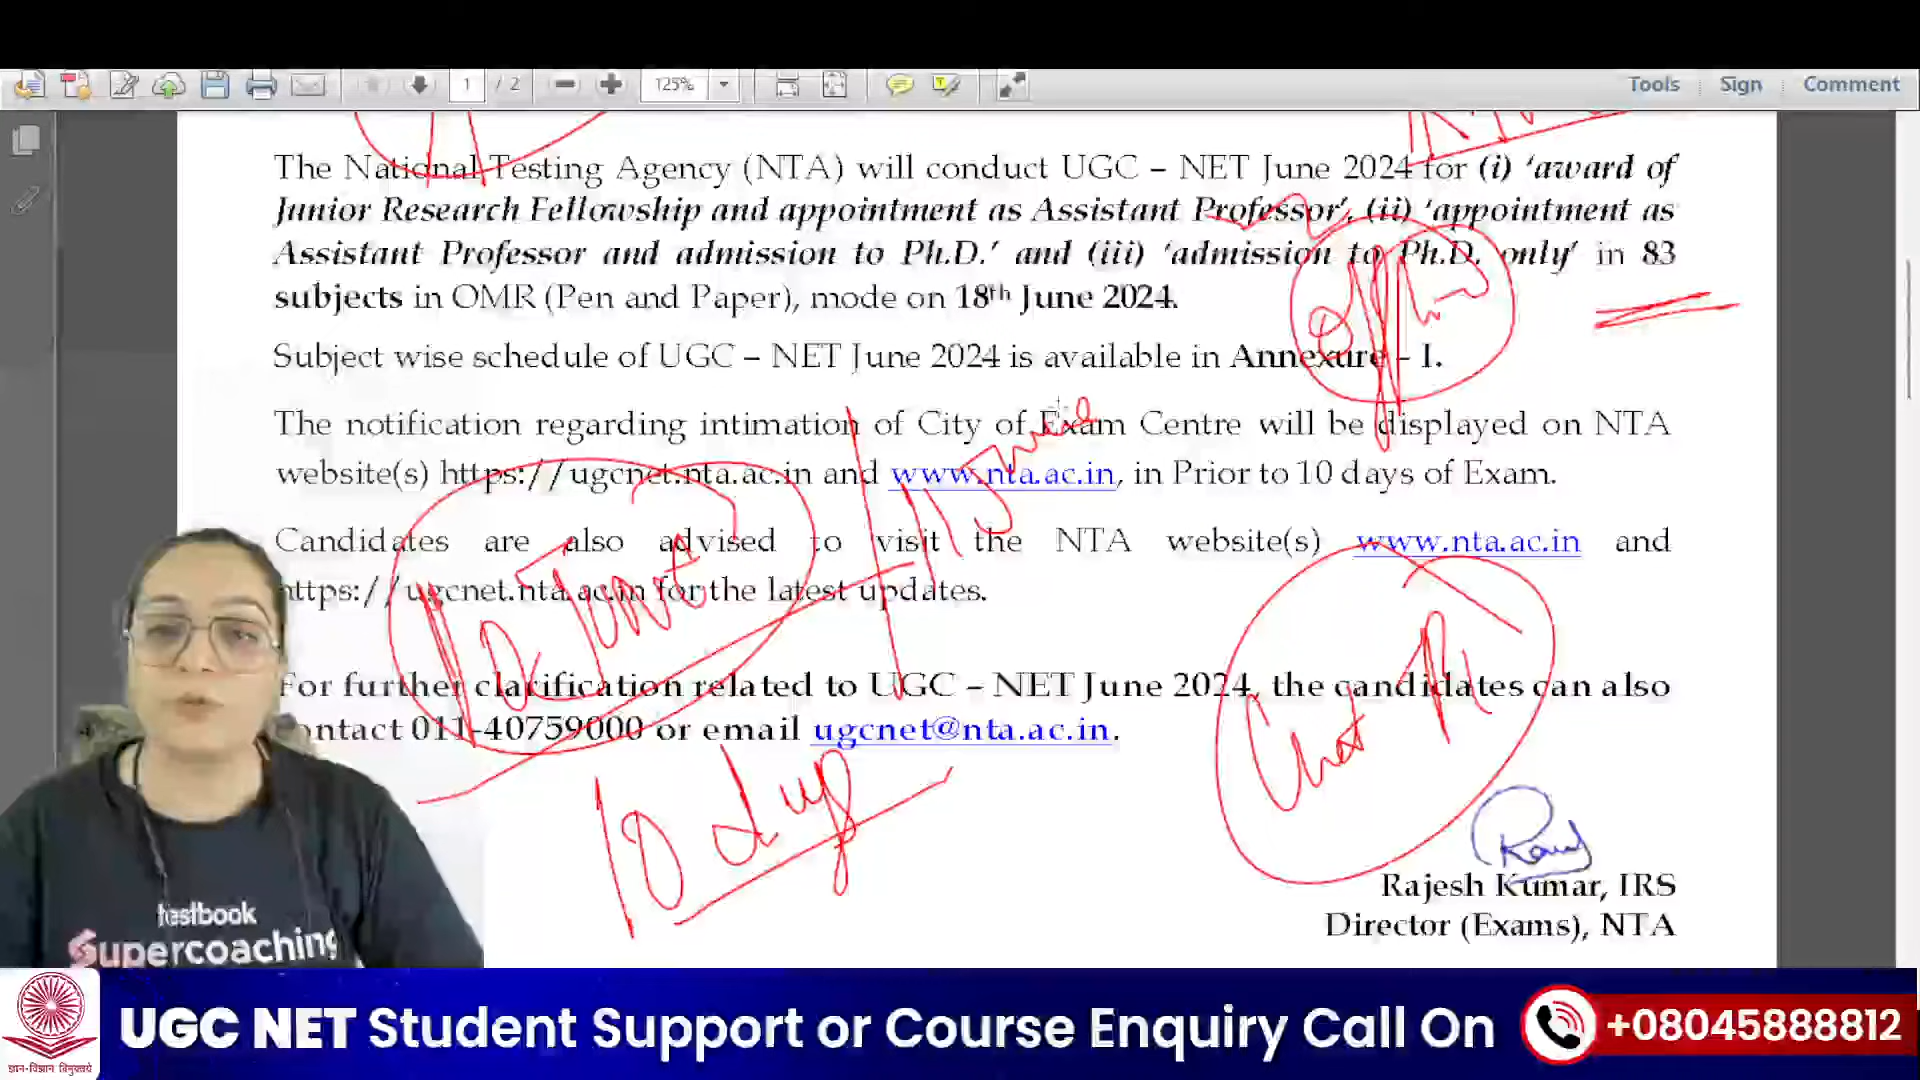 1 / 2 125% Tools Sign Comment
The National Testing Agency (NTA) will conduct UGC – NET June 2024 for (i) 'award of
Junior Research Fellowship and appointment as Assistant Professor', (ii) 'appointment as
Assistant Professor and admission to Ph.D.' and (iii) 'admission to Ph.D. only' in 83
subjects in OMR (Pen and Paper), mode on 18th June 2024.
Subject wise schedule of UGC – NET June 2024 is available in Annexure – I.
The notification regarding intimation of City of Exam Centre will be displayed on NTA
website(s) https://ugcnet.nta.ac.in and www.nta.ac.in, in Prior to 10 days of Exam.
11 June
Candidates are also advised to visit the NTA website(s) www.nta.ac.in and
https://ugcnet.nta.ac.in for the latest updates.
For further clarification related to UGC – NET June 2024, the candidates can also
contact 011-40759000 or email ugcnet@nta.ac.in.
10 days
Rajesh Kumar, IRS
Director (Exams), NTA
testbook
Supercoaching
UGC NET Student Support or Course Enquiry Call On +08045888812
ज्ञान-विज्ञान विमुक्तये